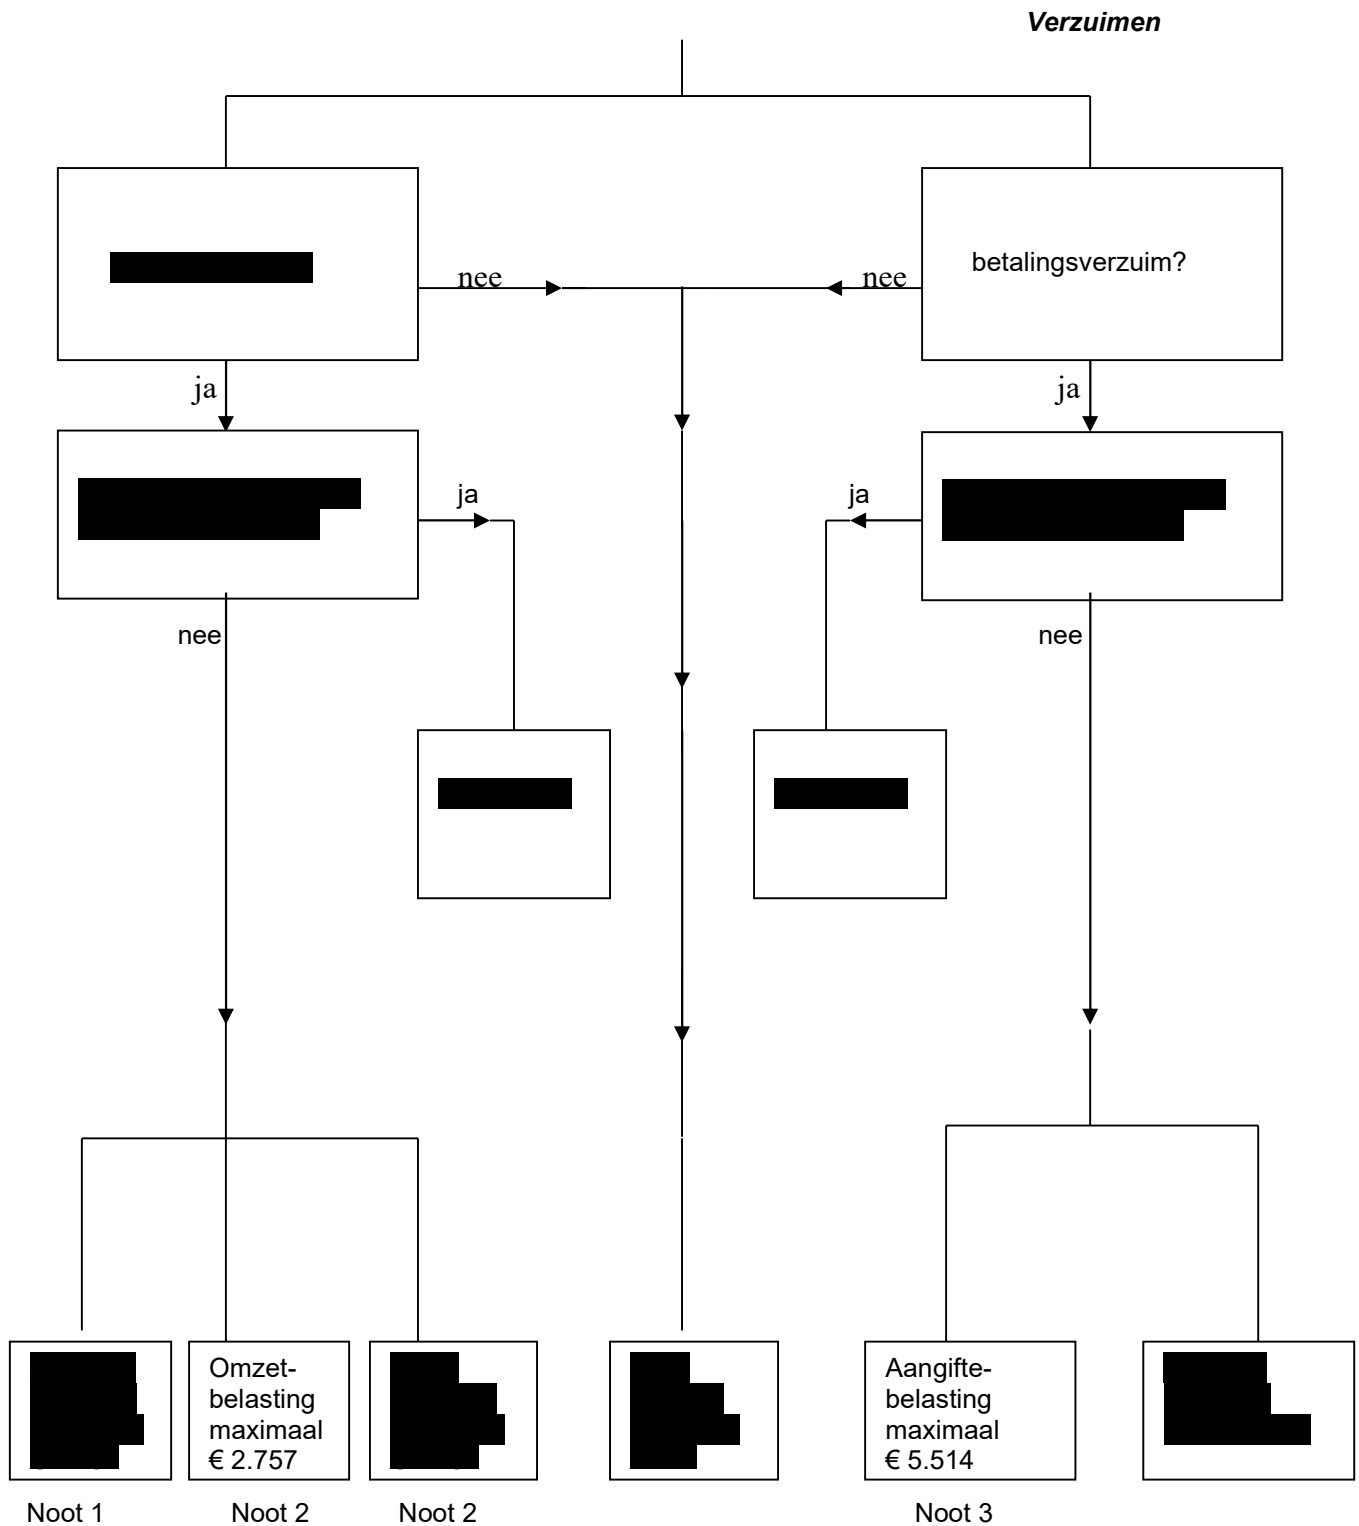 Verzuimen
betalingsverzuim?
nee
nee
ja
ja
ja
ja
nee
nee
Omzet-
belasting
maximaal
€ 2.757
Aangifte-
belasting
maximaal
€ 5.514
Noot 1
Noot 2
Noot 2
Noot 3